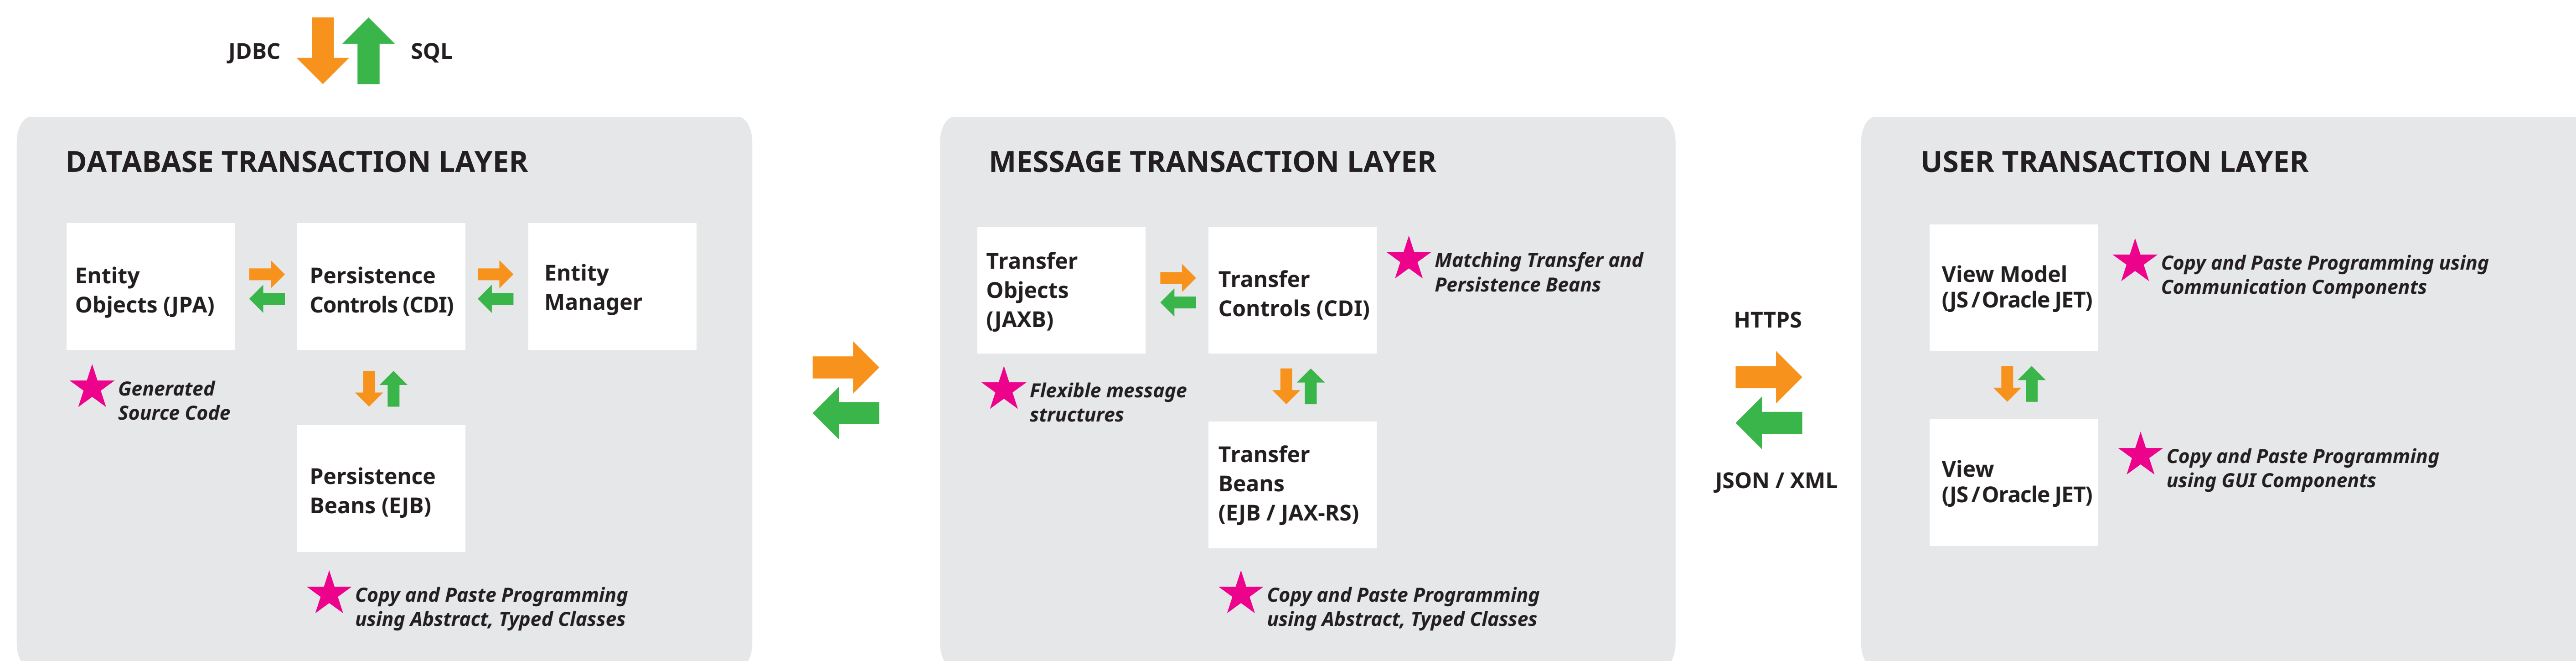 JDBC
SQL
DATABASE TRANSACTION LAYER
Entity
Objects (JPA)
Persistence
Controls (CDI)
Entity
Manager
Generated
Source Code
Persistence
Beans (EJB)
Copy and Paste Programming
using Abstract, Typed Classes
MESSAGE TRANSACTION LAYER
Transfer
Objects
(JAXB)
Transfer
Controls (CDI)
Matching Transfer and
Persistence Beans
Flexible message
structures
Transfer
Beans
(EJB / JAX-RS)
Copy and Paste Programming
using Abstract, Typed Classes
HTTPS
JSON / XML
USER TRANSACTION LAYER
View Model
(JS / Oracle JET)
Copy and Paste Programming using
Communication Components
View
(JS / Oracle JET)
Copy and Paste Programming
using GUI Components